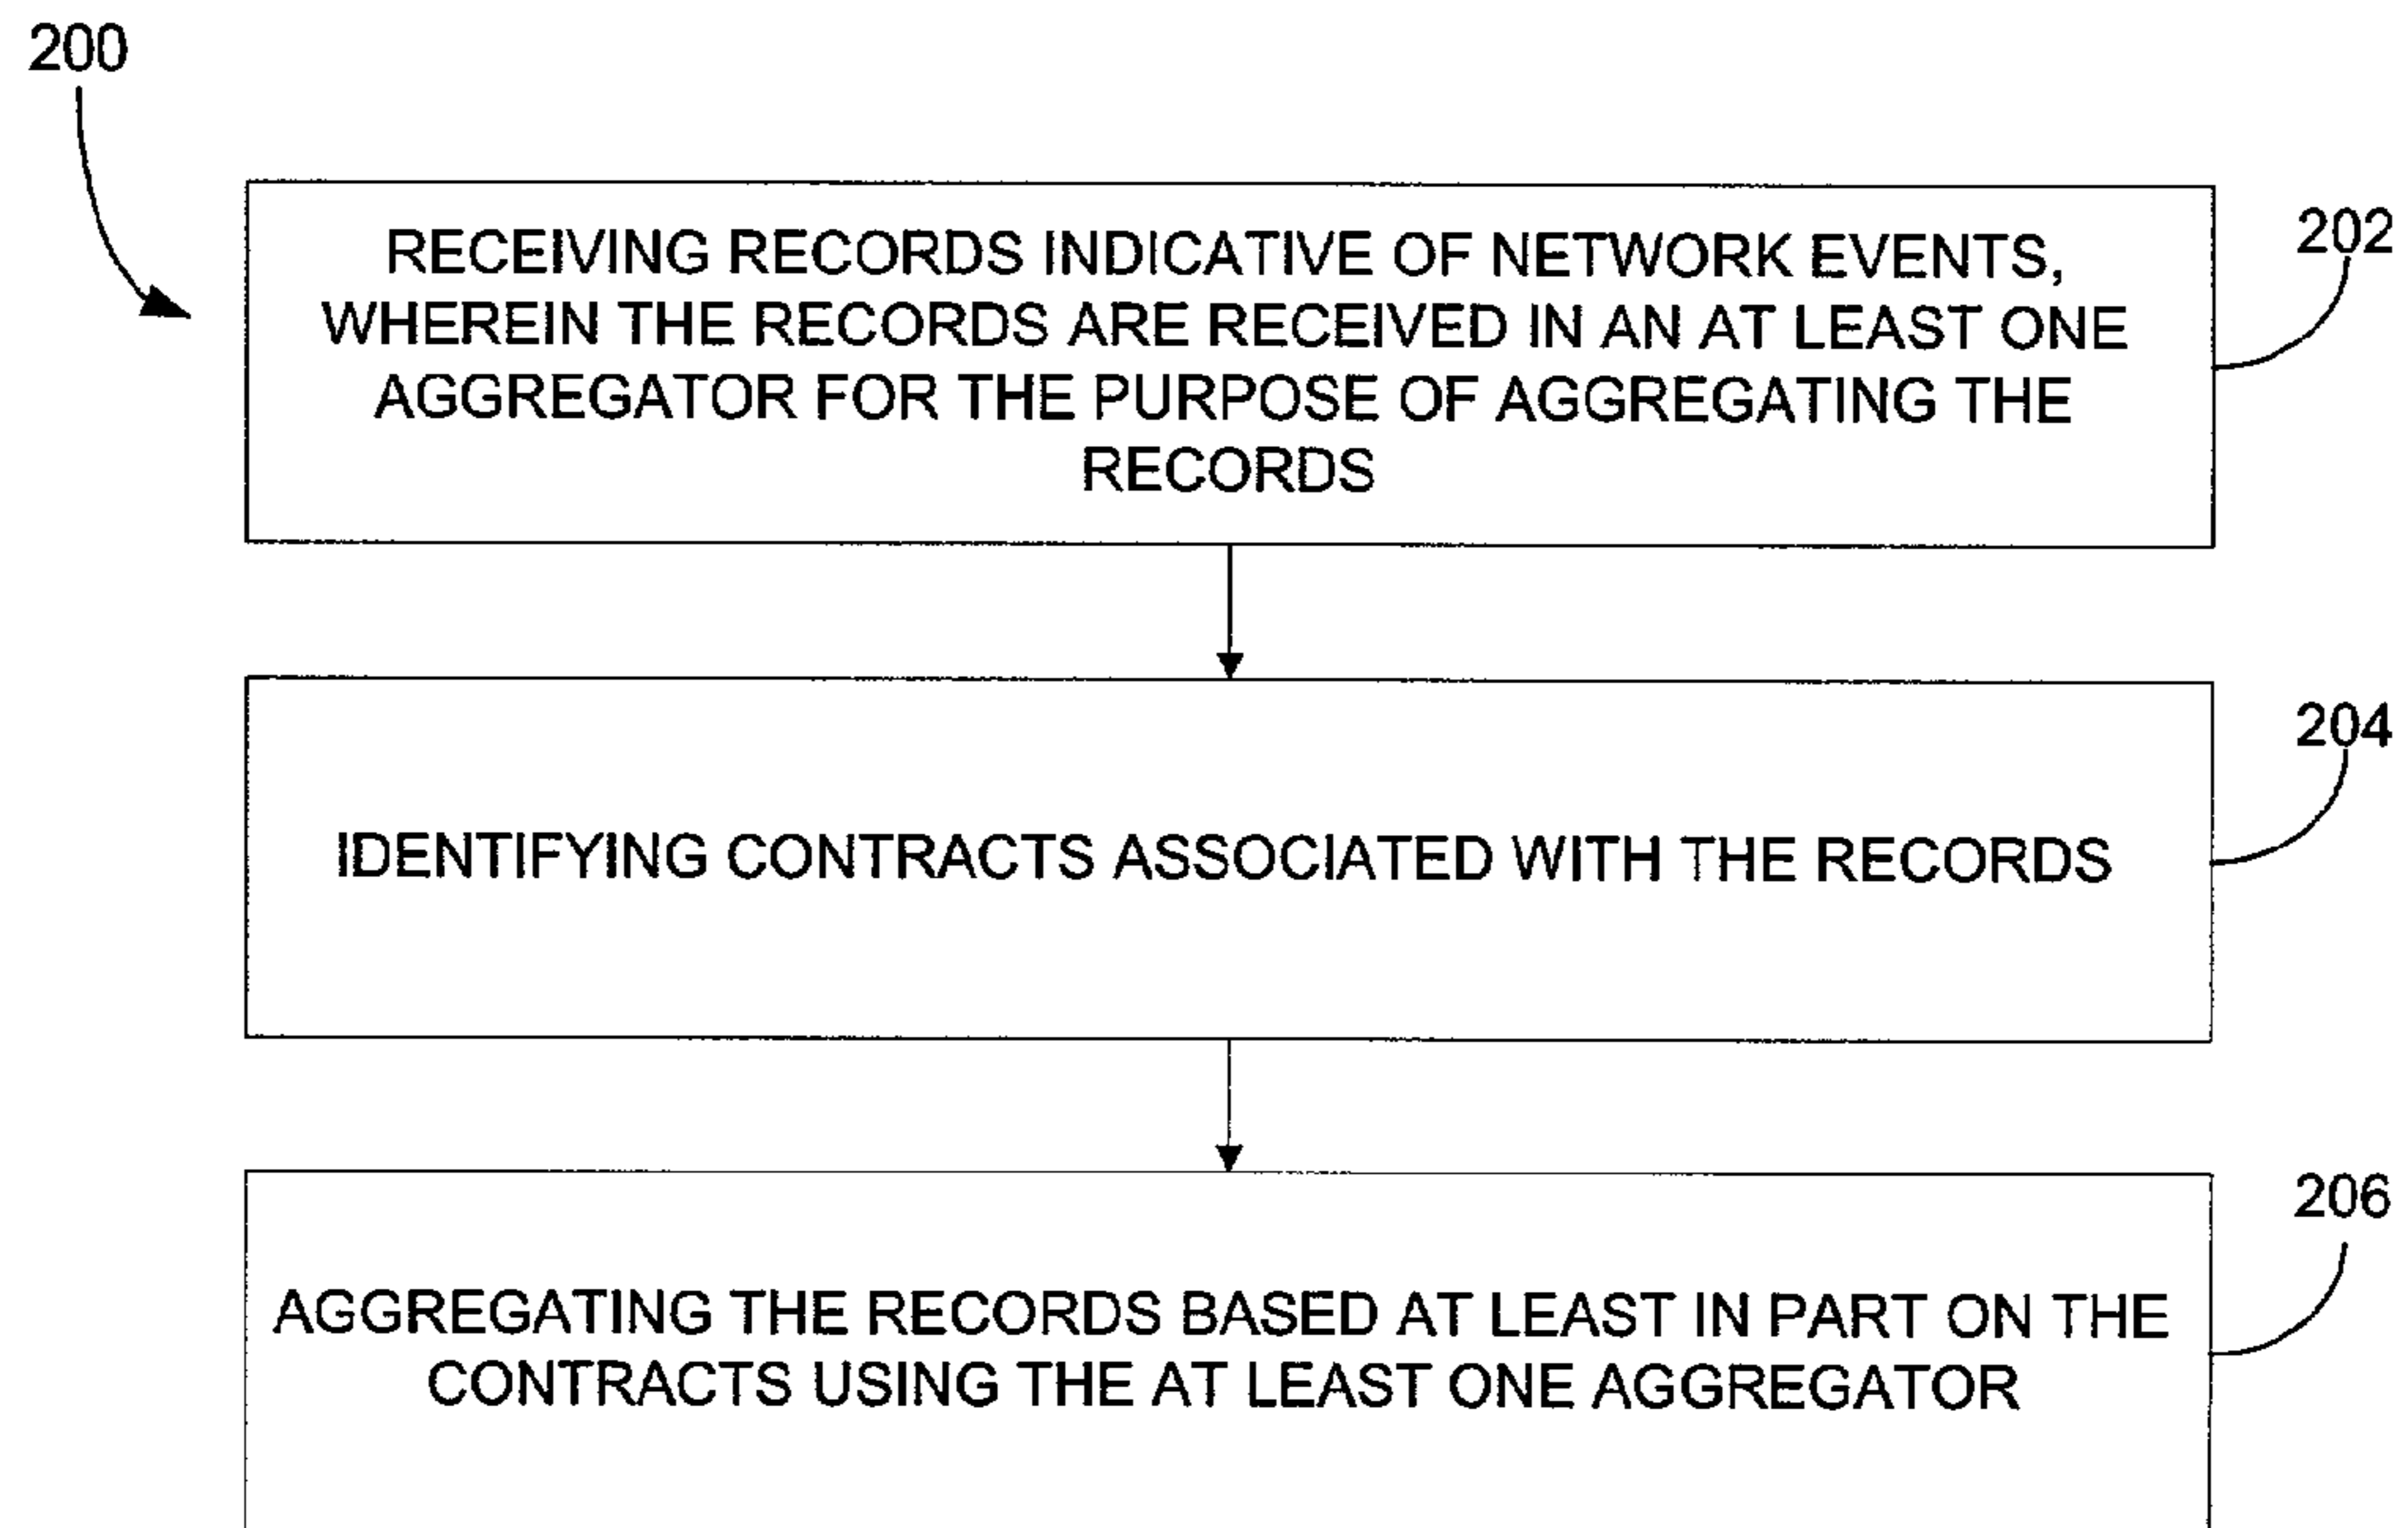 200
RECEIVING RECORDS INDICATIVE OF NETWORK EVENTS,
WHEREIN THE RECORDS ARE RECEIVED IN AN AT LEAST ONE
AGGREGATOR FOR THE PURPOSE OF AGGREGATING THE
RECORDS
202
IDENTIFYING CONTRACTS ASSOCIATED WITH THE RECORDS
204
AGGREGATING THE RECORDS BASED AT LEAST IN PART ON THE
CONTRACTS USING THE AT LEAST ONE AGGREGATOR
206